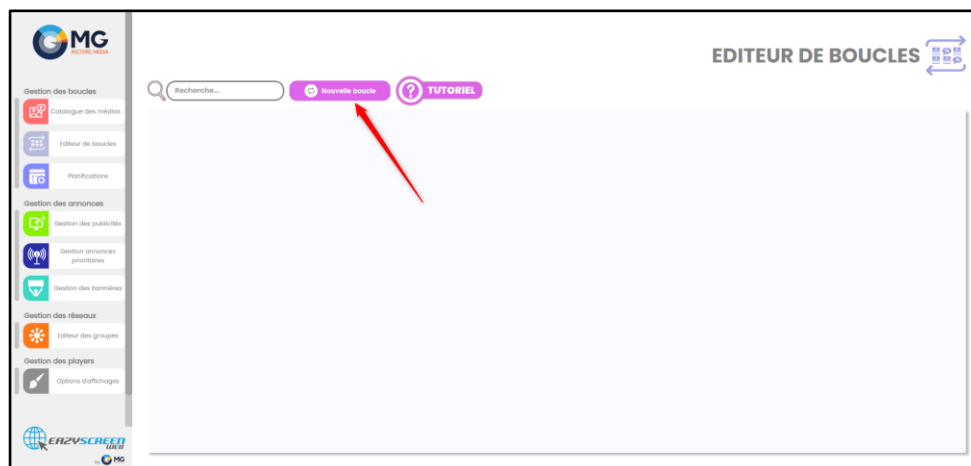 MG
PICTORE MEDIA
EDITEUR DE BOUCLES
Recherche...
Nouvelle boucle
? TUTORIEL
Gestion des boucles
Catalogue des médias
Editeur de boucles
Planifications
Gestion des annonces
Gestion des publicités
Gestion annonces
prioritaires
Gestion des bannières
Gestion des réseaux
Editeur des groupes
Gestion des players
Options d'affichages
EAZYSCREEN
WEB
by MG